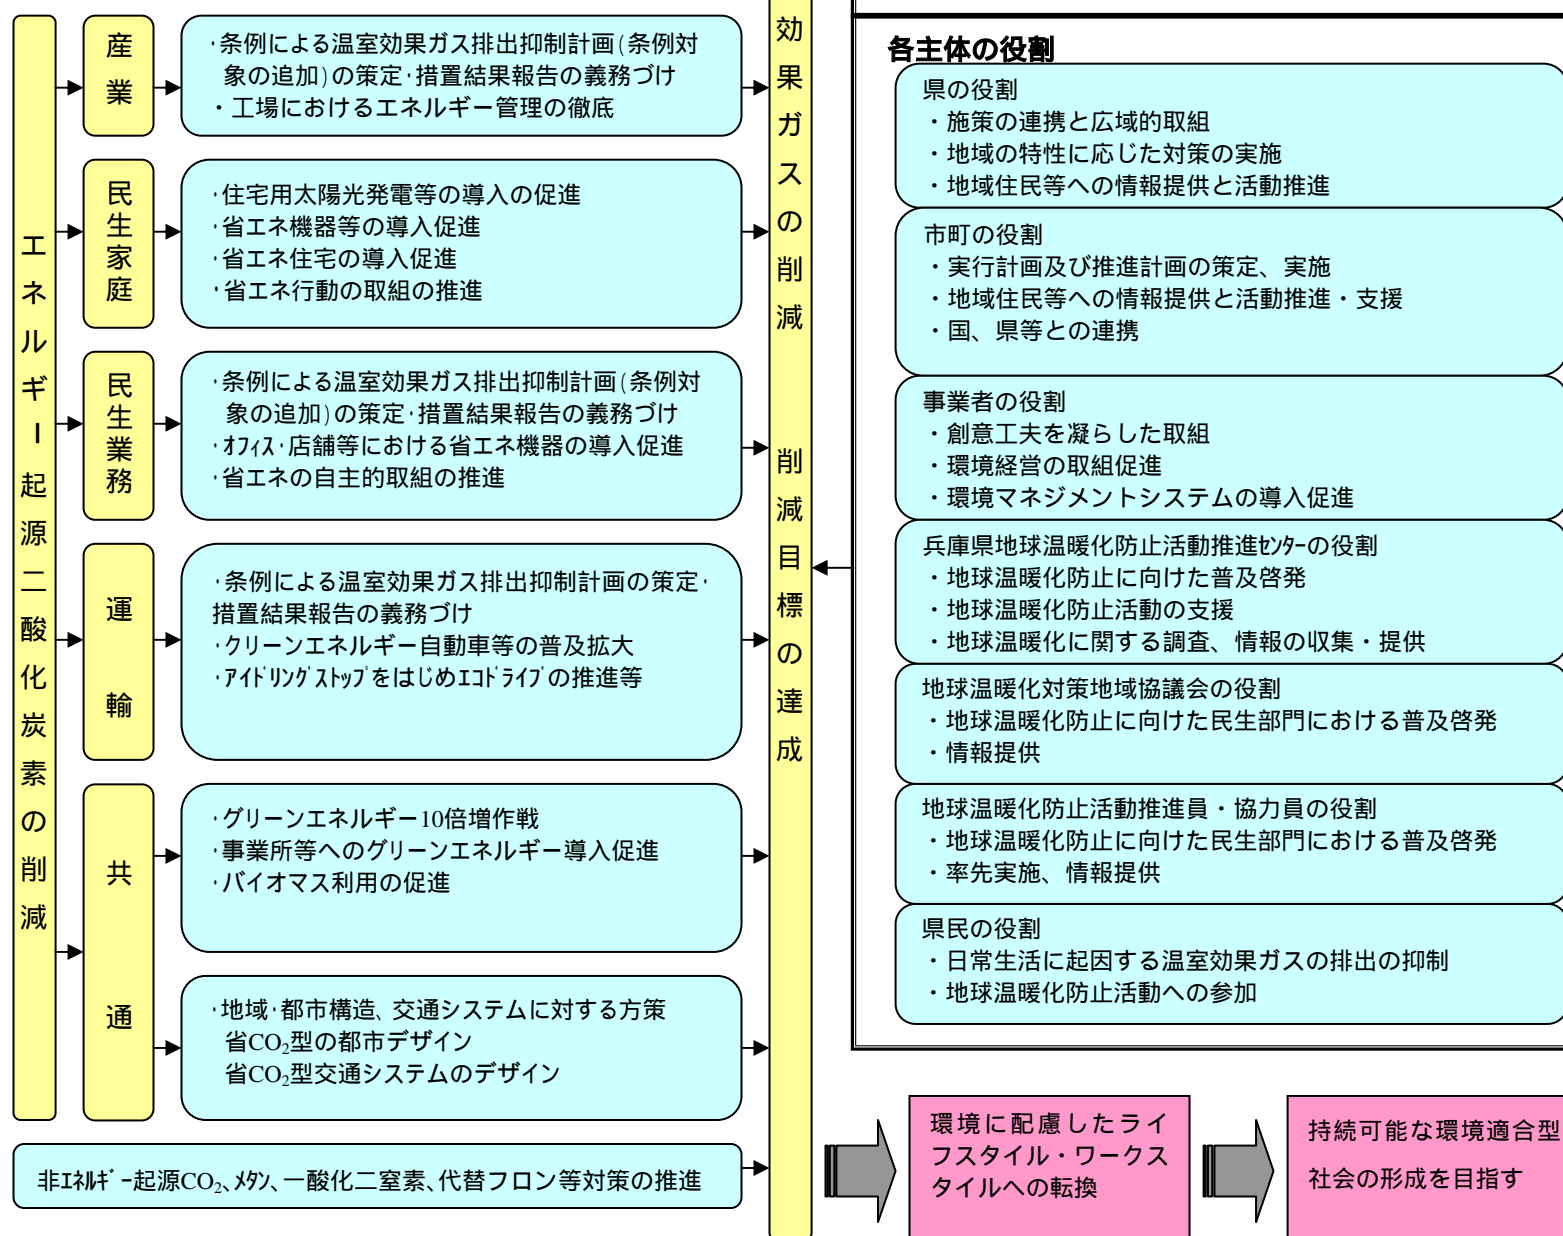 エネルギー起源二酸化炭素の削減
産業
・条例による温室効果ガス排出抑制計画(条例対
象の追加)の策定・措置結果報告の義務づけ
・工場におけるエネルギー管理の徹底
民生家庭
・住宅用太陽光発電等の導入の促進
・省エネ機器等の導入促進
・省エネ住宅の導入促進
・省エネ行動の取組の推進
民生業務
・条例による温室効果ガス排出抑制計画(条例対
象の追加)の策定・措置結果報告の義務づけ
・ｵﾌｨｽ・店舗等における省エネ機器の導入促進
・省エネの自主的取組の推進
運輸
・条例による温室効果ガス排出抑制計画の策定・
措置結果報告の義務づけ
・クリーンエネルギー自動車等の普及拡大
・ｱｲﾄﾞﾘﾝｸﾞｽﾄｯﾌﾟをはじめｴｺﾄﾞﾗｲﾌﾞの推進等
共通
・グリーンエネルギー10倍増作戦
・事業所等へのグリーンエネルギー導入促進
・バイオマス利用の促進
・地域・都市構造、交通システムに対する方策
省CO₂型の都市デザイン
省CO₂型交通システムのデザイン
非ｴﾈﾙｷﾞｰ起源CO₂、ﾒﾀﾝ、一酸化二窒素、代替フロン等対策の推進
効果ガスの削減 削減目標の達成
各主体の役割
県の役割
・施策の連携と広域的取組
・地域の特性に応じた対策の実施
・地域住民等への情報提供と活動推進
市町の役割
・実行計画及び推進計画の策定、実施
・地域住民等への情報提供と活動推進・支援
・国、県等との連携
事業者の役割
・創意工夫を凝らした取組
・環境経営の取組促進
・環境マネジメントシステムの導入促進
兵庫県地球温暖化防止活動推進ｾﾝﾀｰの役割
・地球温暖化防止に向けた普及啓発
・地球温暖化防止活動の支援
・地球温暖化に関する調査、情報の収集・提供
地球温暖化対策地域協議会の役割
・地球温暖化防止に向けた民生部門における普及啓発
・情報提供
地球温暖化防止活動推進員・協力員の役割
・地球温暖化防止に向けた民生部門における普及啓発
・率先実施、情報提供
県民の役割
・日常生活に起因する温室効果ガスの排出の抑制
・地球温暖化防止活動への参加
環境に配慮したライ
フスタイル・ワークス
タイルへの転換
持続可能な環境適合型
社会の形成を目指す